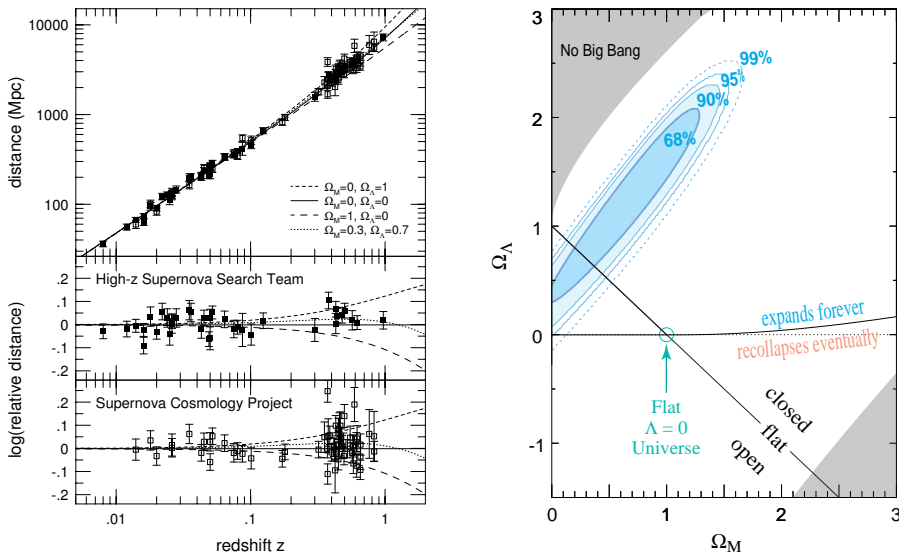 10000
1000
100
distance (Mpc)
Ω_M=0, Ω_Λ=1
Ω_M=0, Ω_Λ=0
Ω_M=1, Ω_Λ=0
Ω_M=0.3, Ω_Λ=0.7
High-z Supernova Search Team
.2
.1
0
-.1
-.2
log(relative distance)
Supernova Cosmology Project
.2
.1
0
-.1
-.2
.01
.1
1
redshift z
3
2
1
0
-1
Ω_Λ
No Big Bang
99%
95%
90%
68%
expands forever
recollapses eventually
Flat
Λ = 0
Universe
closed
flat
open
0
1
2
3
Ω_M